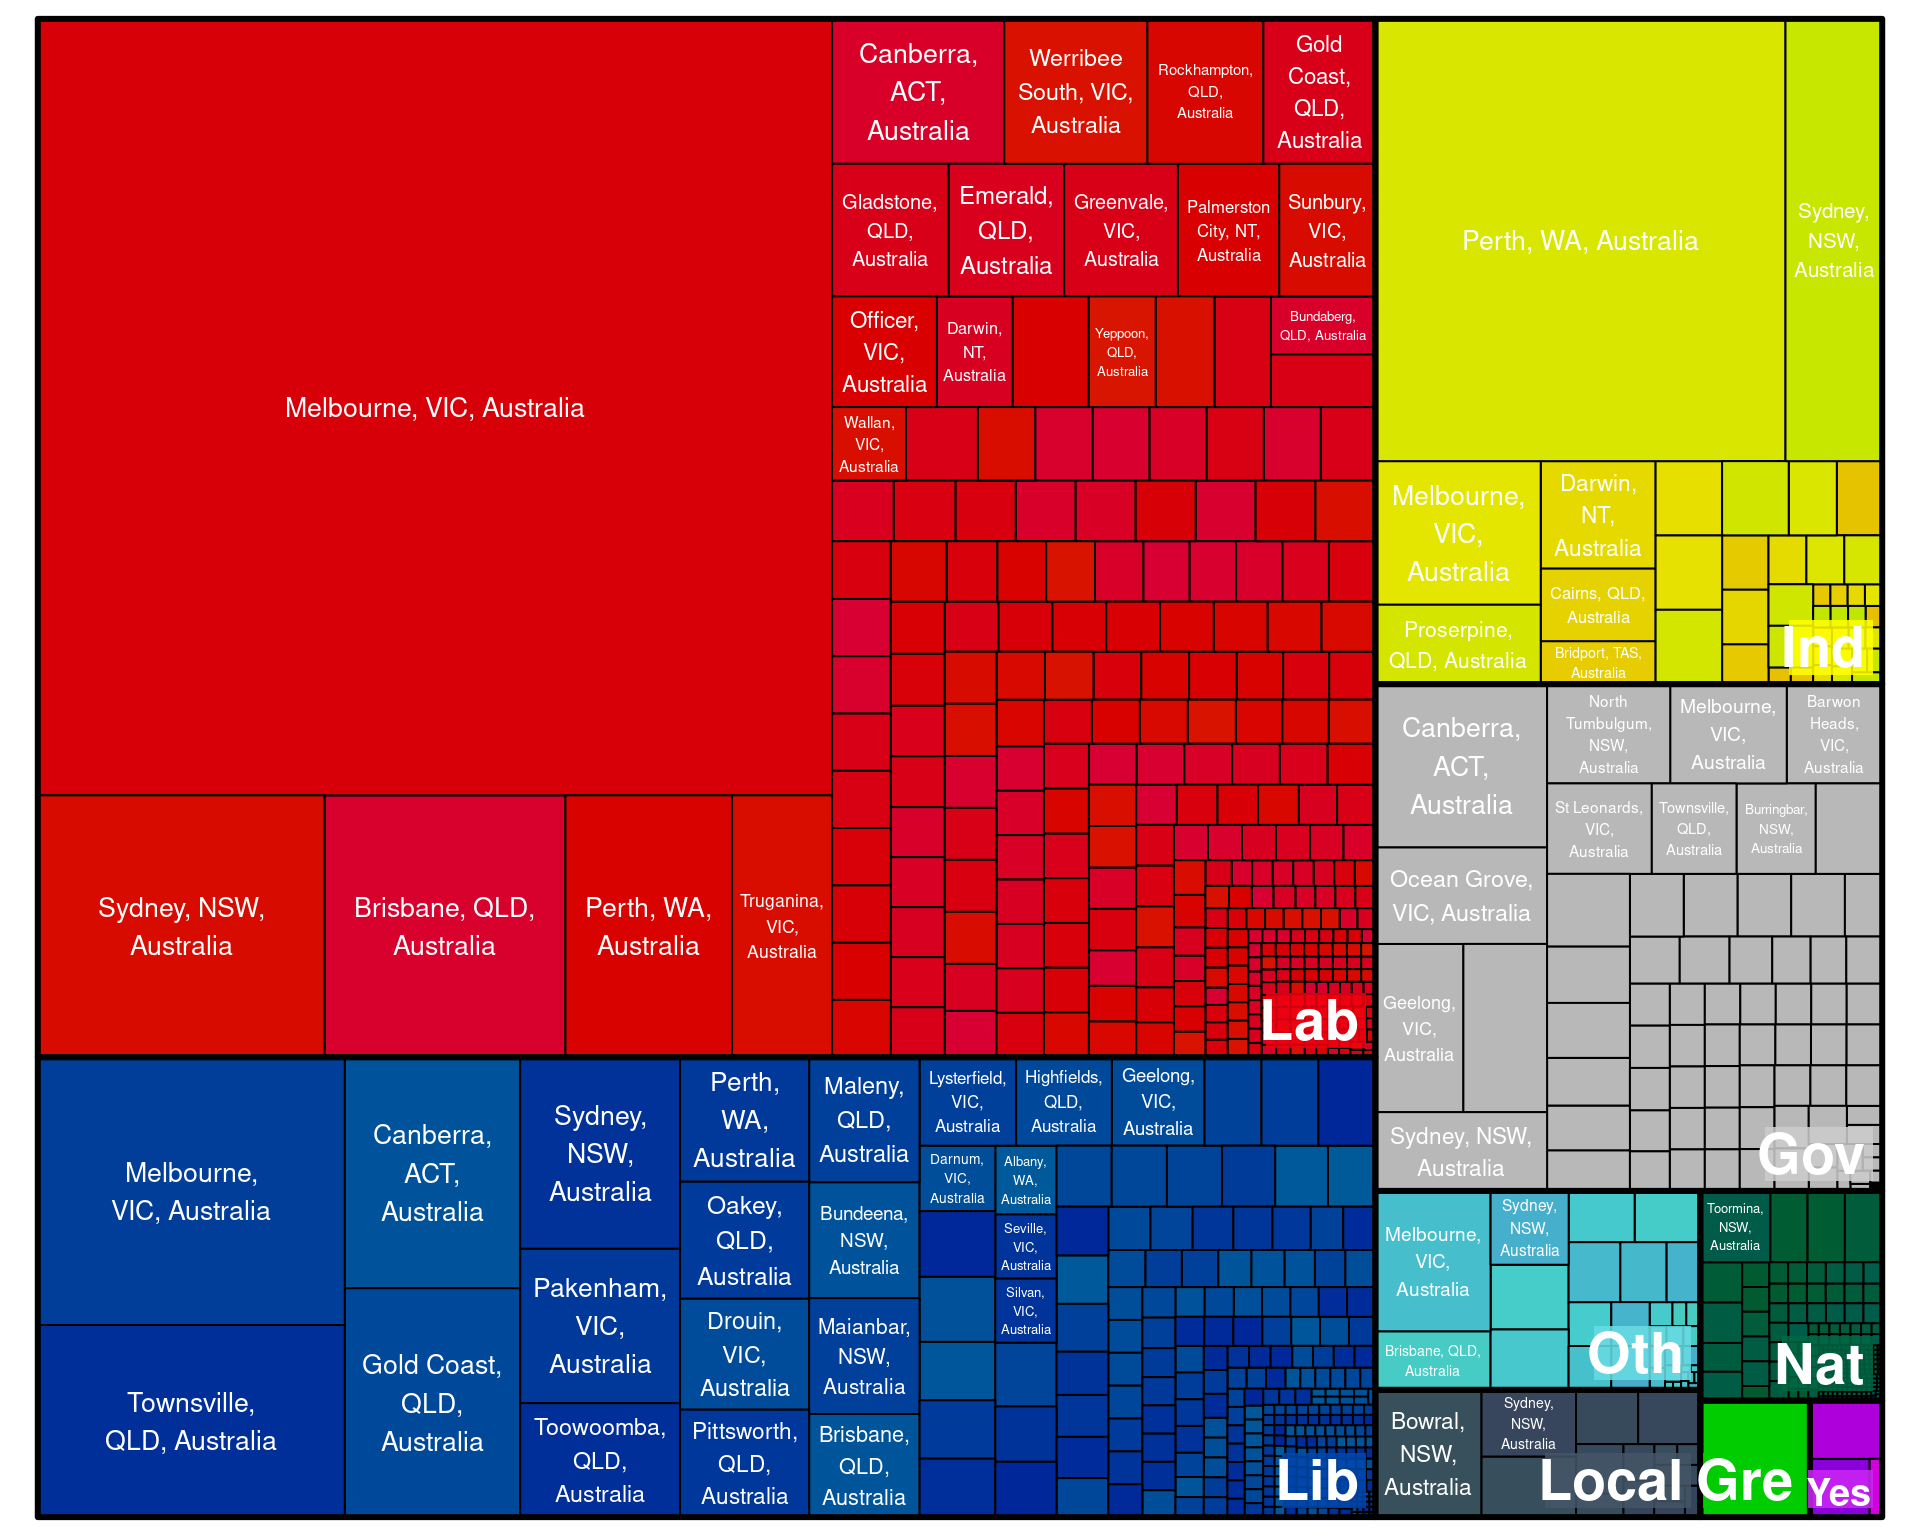 Melbourne, VIC, Australia
Sydney, NSW,
Australia
Brisbane, QLD,
Australia
Perth, WA,
Australia
Truganina,
VIC,
Australia
Canberra,
ACT,
Australia
Werribee
South, VIC,
Australia
Rockhampton,
QLD,
Australia
Gold
Coast,
QLD,
Australia
Gladstone,
QLD,
Australia
Emerald,
QLD,
Australia
Greenvale,
VIC,
Australia
Palmerston
City, NT,
Australia
Sunbury,
VIC,
Australia
Officer,
VIC,
Australia
Darwin,
NT,
Australia
Yeppoon,
QLD,
Australia
Bundaberg,
QLD, Australia
Wallan,
VIC,
Australia
Lab
Perth, WA, Australia
Sydney,
NSW,
Australia
Melbourne,
VIC,
Australia
Proserpine,
QLD, Australia
Darwin,
NT,
Australia
Cairns, QLD,
Australia
Bridport, TAS,
Australia
Ind
Canberra,
ACT,
Australia
Ocean Grove,
VIC, Australia
Geelong,
VIC,
Australia
Sydney, NSW,
Australia
North
Tumbulgum,
NSW,
Australia
Melbourne,
VIC,
Australia
Barwon
Heads,
VIC,
Australia
St Leonards,
VIC,
Australia
Townsville,
QLD,
Australia
Burringbar,
NSW,
Australia
Gov
Melbourne,
VIC, Australia
Townsville,
QLD, Australia
Canberra,
ACT,
Australia
Gold Coast,
QLD,
Australia
Sydney,
NSW,
Australia
Pakenham,
VIC,
Australia
Toowoomba,
QLD,
Australia
Perth,
WA,
Australia
Oakey,
QLD,
Australia
Drouin,
VIC,
Australia
Pittsworth,
QLD,
Australia
Maleny,
QLD,
Australia
Bundeena,
NSW,
Australia
Maianbar,
NSW,
Australia
Brisbane,
QLD,
Australia
Lysterfield,
VIC,
Australia
Highfields,
QLD,
Australia
Geelong,
VIC,
Australia
Darnum,
VIC,
Australia
Albany,
WA,
Australia
Seville,
VIC,
Australia
Silvan,
VIC,
Australia
Lib
Melbourne,
VIC,
Australia
Brisbane, QLD,
Australia
Sydney,
NSW,
Australia
Oth
Toormina,
NSW,
Australia
Nat
Bowral,
NSW,
Australia
Sydney,
NSW,
Australia
Local
Gre
Yes